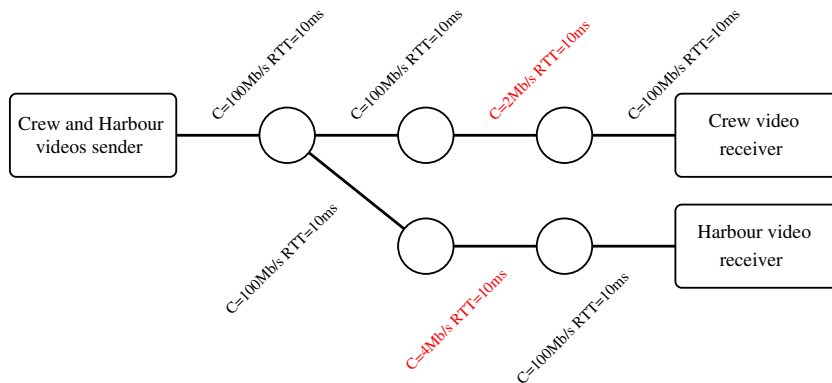 C=100Mb/s RTT=10ms
C=100Mb/s RTT=10ms
C=2Mb/s RTT=10ms
C=100Mb/s RTT=10ms
Crew and Harbour
videos sender
Crew video
receiver
C=100Mb/s RTT=10ms
C=4Mb/s RTT=10ms
C=100Mb/s RTT=10ms
Harbour video
receiver